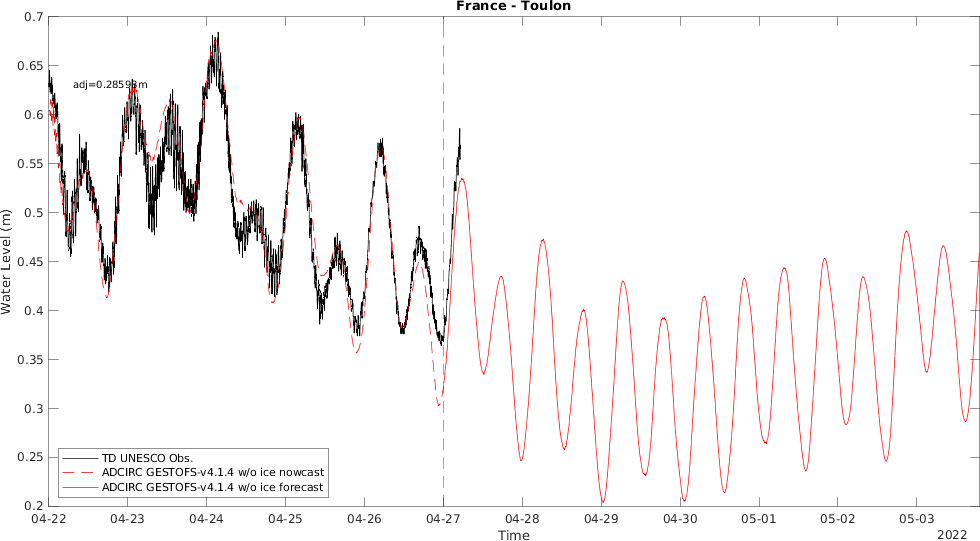 France - Toulon
0.7
0.65
0.6
0.55
0.5
0.45
0.4
0.35
0.3
0.25
0.2
Water Level (m)
adj=0.28593m
TD UNESCO Obs.
ADCIRC GESTOFS-v4.1.4 w/o ice nowcast
ADCIRC GESTOFS-v4.1.4 w/o ice forecast
04-22 04-23 04-24 04-25 04-26 04-27 04-28 04-29 04-30 05-01 05-02 05-03
Time
2022